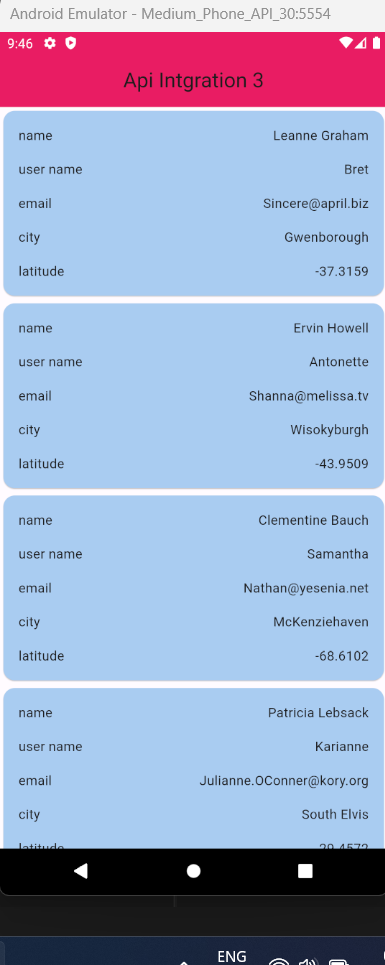 Android Emulator - Medium_Phone_API_30:5554
9:46
Api Intgration 3
name Leanne Graham
user name Bret
email Sincere@april.biz
city Gwenborough
latitude -37.3159
name Ervin Howell
user name Antonette
email Shanna@melissa.tv
city Wisokyburgh
latitude -43.9509
name Clementine Bauch
user name Samantha
email Nathan@yesenia.net
city McKenziehaven
latitude -68.6102
name Patricia Lebsack
user name Karianne
email Julianne.OConner@kory.org
city South Elvis
latitude 29.4572
ENG